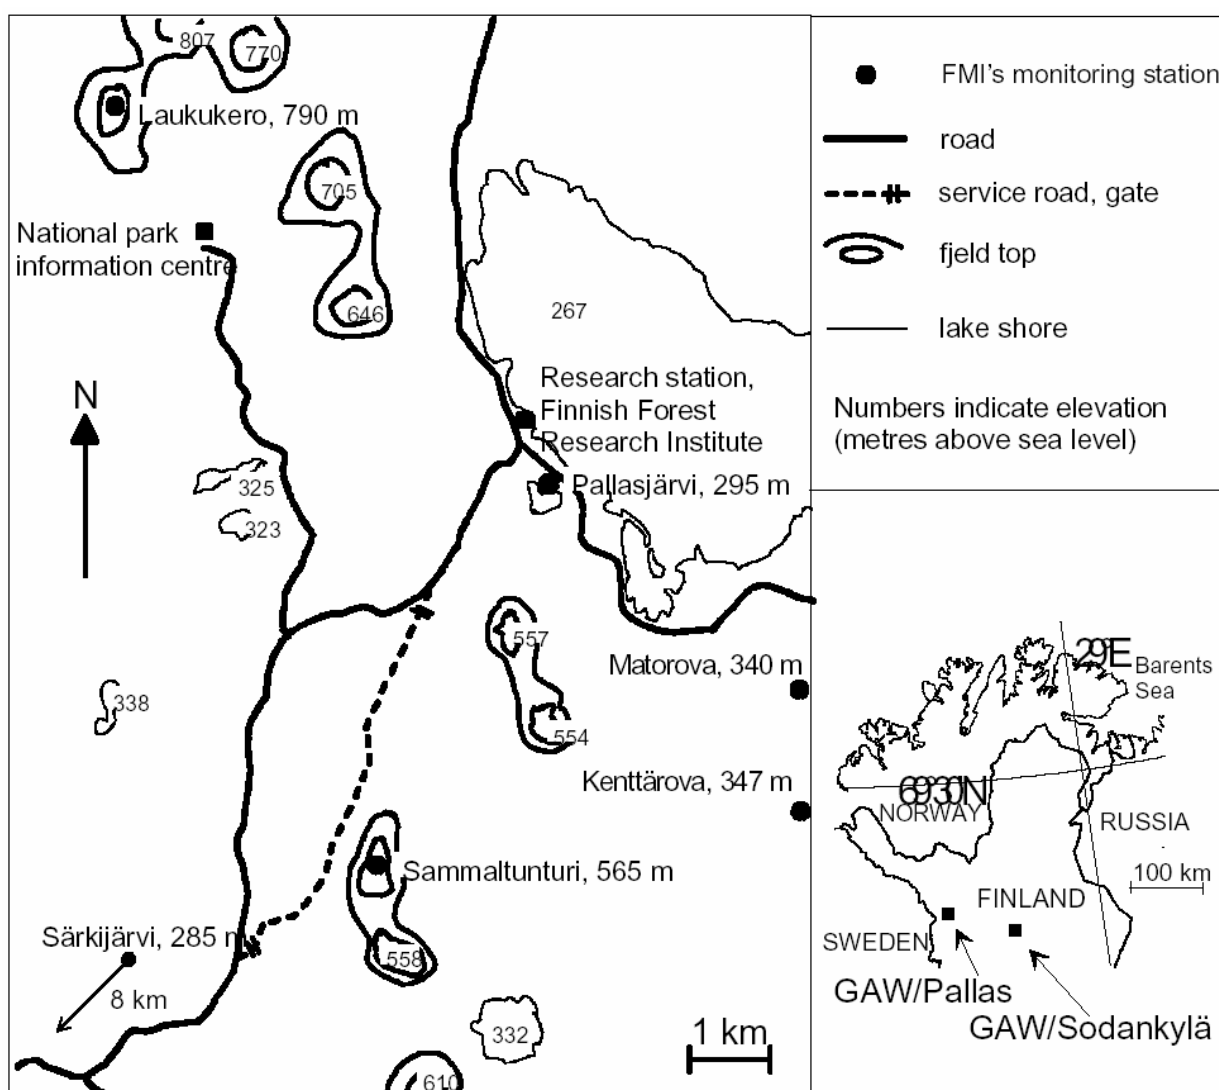 807
770
Laukukero, 790 m
705
National park
information centre
646
267
Research station,
Finnish Forest
Research Institute
N
325
323
Pallasjärvi, 295 m
557
Matorova, 340 m
338
554
Kenttärova, 347 m
Sammaltunturi, 565 m
Särkijärvi, 285 m
558
8 km
332
1 km
610
FMI's monitoring station
road
service road, gate
fjeld top
lake shore
Numbers indicate elevation
(metres above sea level)
29E
Barents
Sea
69°30N
NORWAY
RUSSIA
100 km
FINLAND
SWEDEN
GAW/Pallas
GAW/Sodankylä